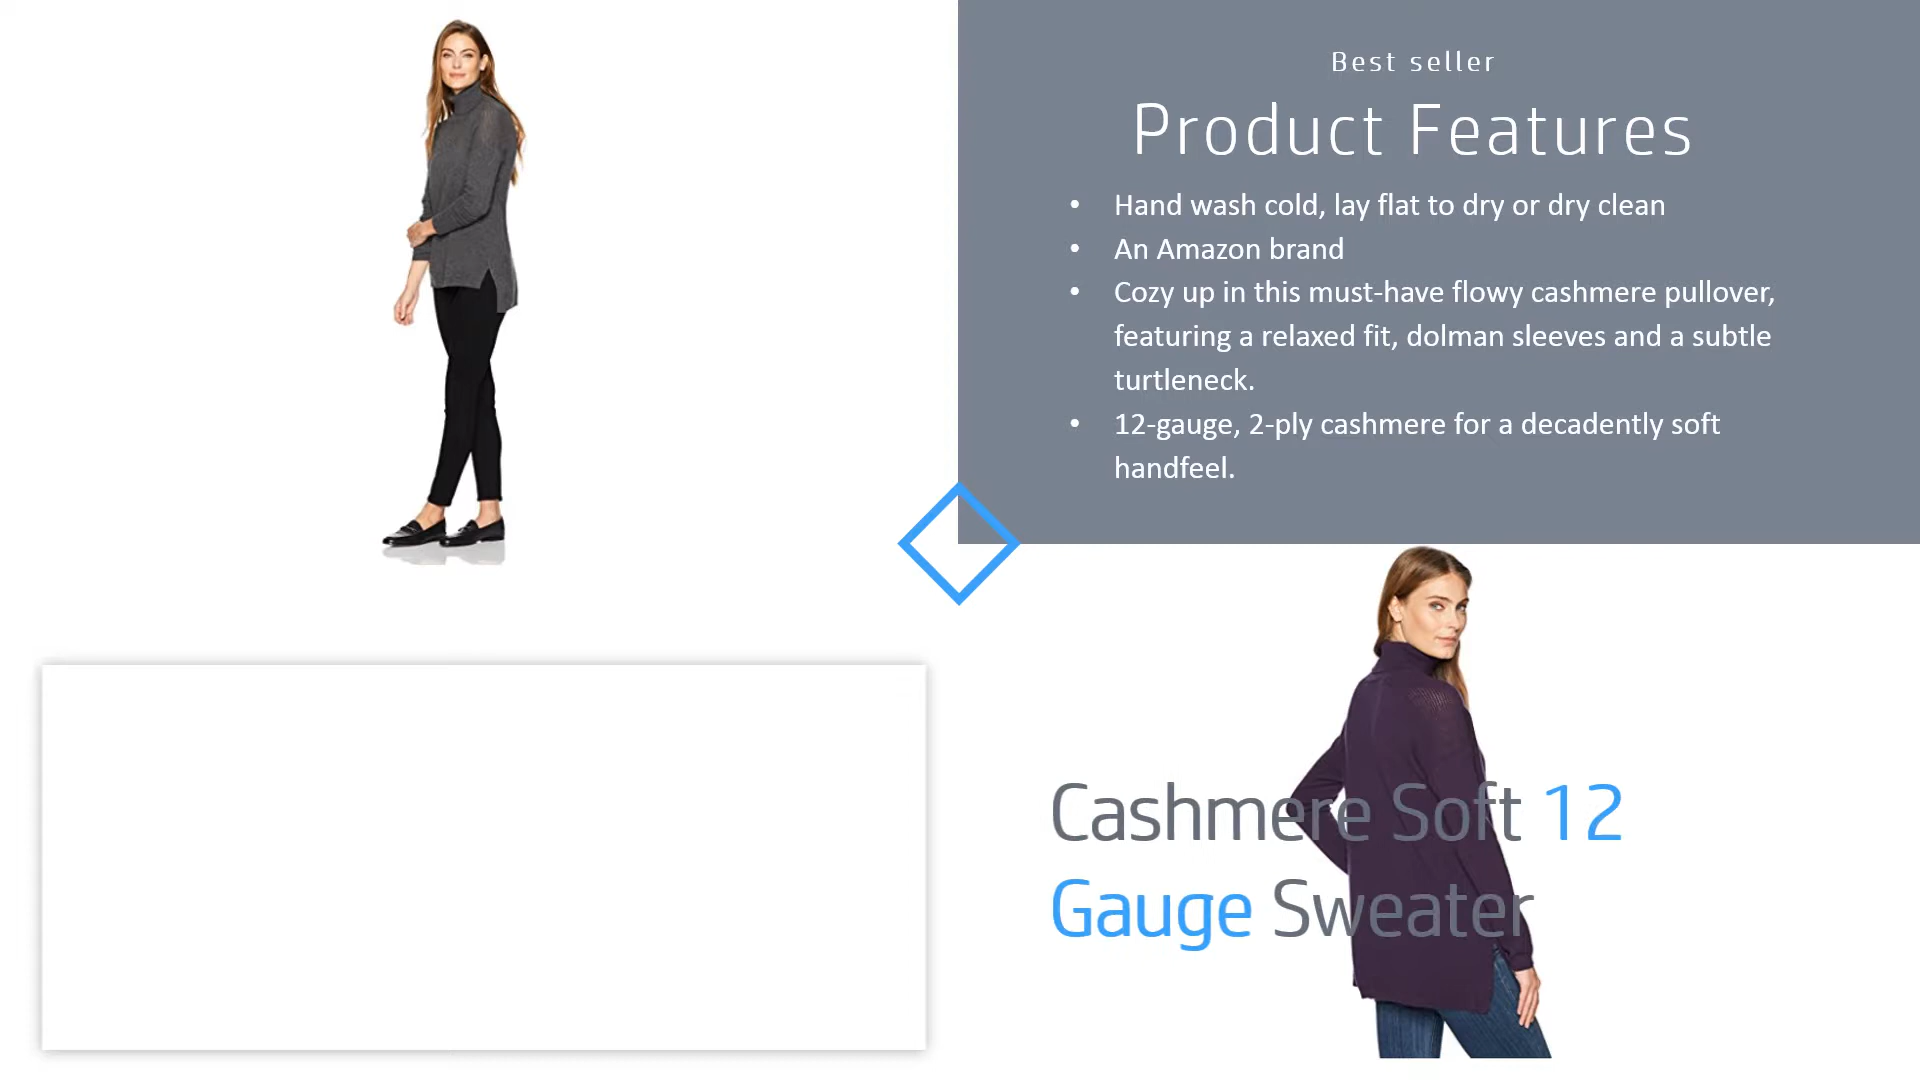 Best seller
Product Features
• Hand wash cold, lay flat to dry or dry clean
• An Amazon brand
• Cozy up in this must-have flowy cashmere pullover,
featuring a relaxed fit, dolman sleeves and a subtle
turtleneck.
• 12-gauge, 2-ply cashmere for a decadently soft
handfeel.
Cashmere Soft 12
Gauge Sweater